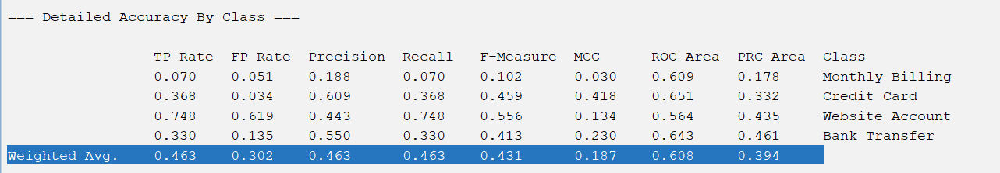 === Detailed Accuracy By Class ===
TP Rate FP Rate Precision Recall F-Measure MCC ROC Area PRC Area Class
0.070 0.051 0.188 0.070 0.102 0.030 0.609 0.178 Monthly Billing
0.368 0.034 0.609 0.368 0.459 0.418 0.651 0.332 Credit Card
0.748 0.619 0.443 0.748 0.556 0.134 0.564 0.435 Website Account
0.330 0.135 0.550 0.330 0.413 0.230 0.643 0.461 Bank Transfer
Weighted Avg. 0.463 0.302 0.463 0.463 0.431 0.187 0.608 0.394